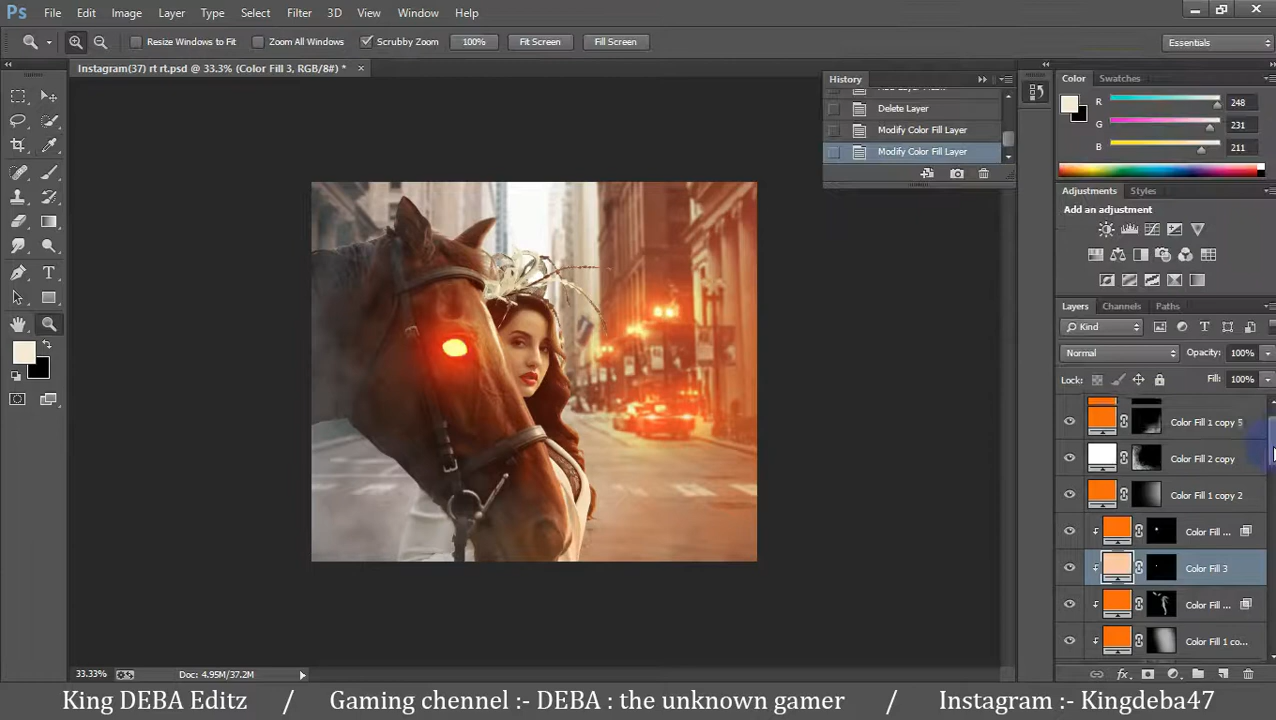 Ps File Edit Image Layer Type Select Filter 3D View Window Help
Resize Windows to Fit Zoom All Windows Scrubby Zoom 100% Fit Screen Fill Screen Essentials
Instagram(37) rt rt.psd @ 33.3% (Color Fill 3, RGB/8#) *
History
Delete Layer
Modify Color Fill Layer
Modify Color Fill Layer
Color Swatches
R 248
G 231
B 211
Adjustments Styles
Add an adjustment
Layers Channels Paths
Kind
Normal Opacity: 100%
Lock: Fill: 100%
Color Fill 1 copy 5
Color Fill 2 copy
Color Fill 1 copy 2
Color Fill ...
Color Fill 3
Color Fill ...
Color Fill 1 co...
33.33% Doc: 4.95M/37.2M
King DEBA Editz / Gaming channel :- DEBA : the unknown gamer / Instagram :- Kingdeba47